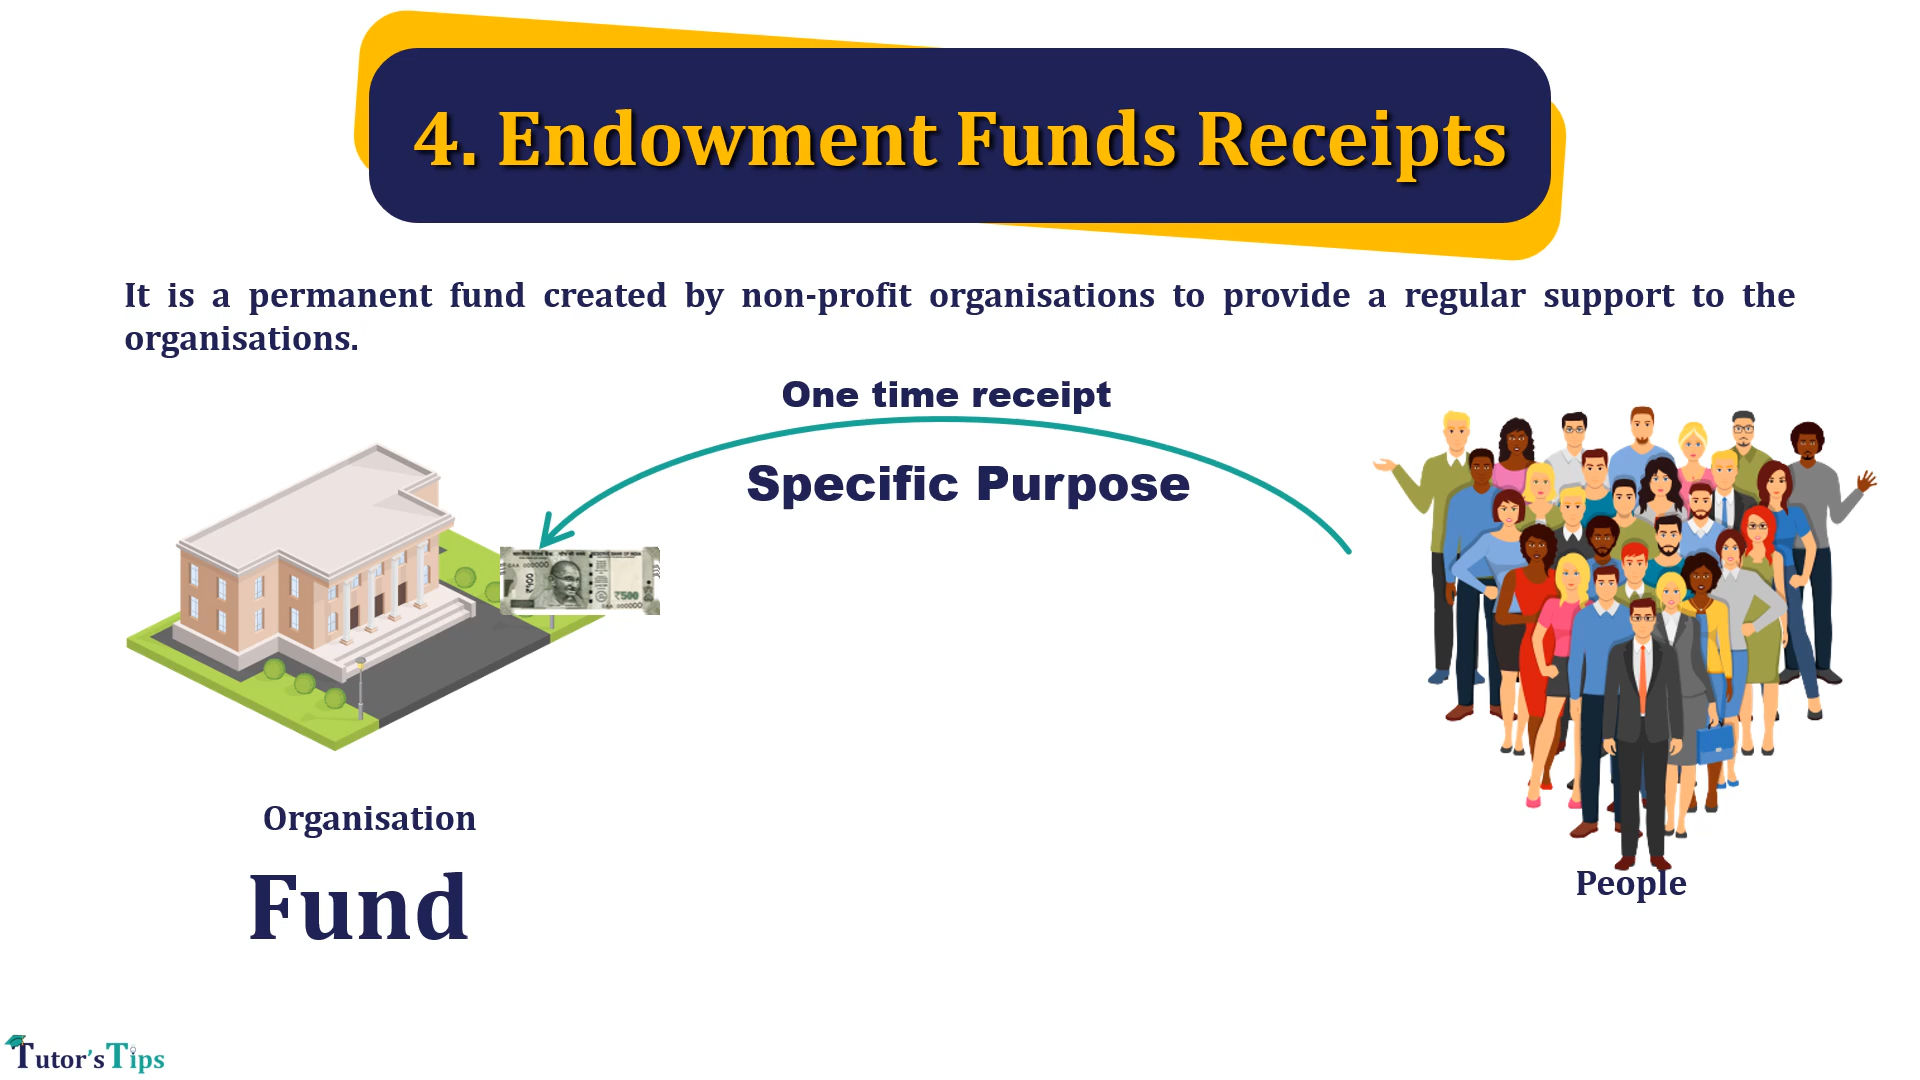 4. Endowment Funds Receipts
It is a permanent fund created by non-profit organisations to provide a regular support to the
organisations.
One time receipt
Specific Purpose
₹500
Organisation
Fund
People
Tutor'sTips